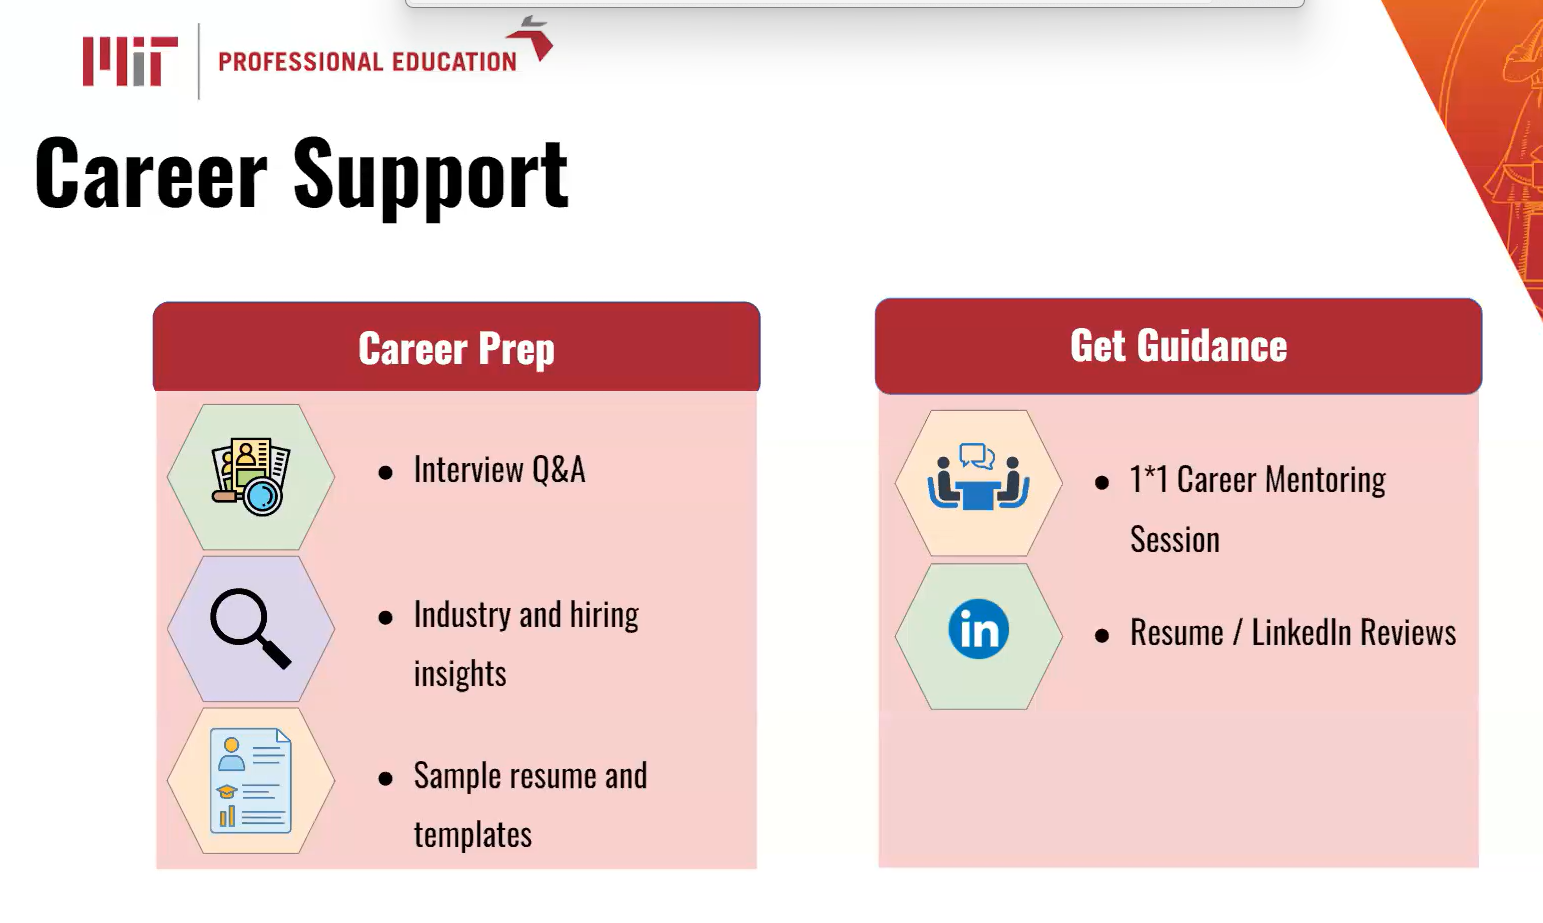 MIT PROFESSIONAL EDUCATION
Career Support
Career Prep
● Interview Q&A
● Industry and hiring
insights
● Sample resume and
templates
Get Guidance
● 1*1 Career Mentoring
Session
in
● Resume / LinkedIn Reviews